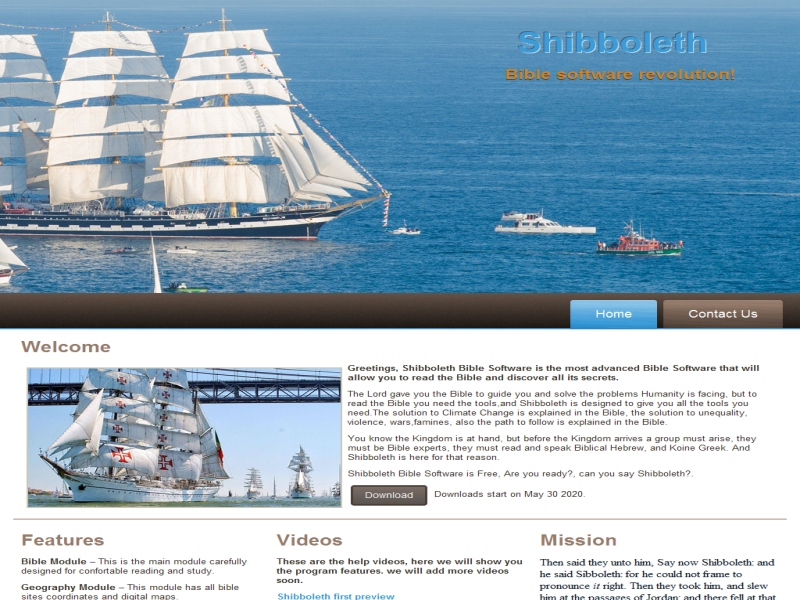 Shibboleth
Bible software revolution!
Home
Contact Us
Welcome
Greetings, Shibboleth Bible Software is the most advanced Bible Software that will
allow you to read the Bible and discover all its secrets.
The Lord gave you the Bible to guide you and solve the problems Humanity is facing, but to
read the Bible you need the tools,and Shibboleth is designed to give you all the tools you
need.The solution to Climate Change is explained in the Bible, the solution to unequality,
violence, wars,famines, also the path to follow is explained in the Bible.
You know the Kingdom is at hand, but before the Kingdom arrives a group must arise, they
must be Bible experts, they must read and speak Biblical Hebrew, and Koine Greek. And
Shibboleth is here for that reason.
Shibboleth Bible Software is Free, Are you ready?, can you say Shibboleth?.
Download
Downloads start on May 30 2020.
Features
Bible Module – This is the main module carefully
designed for confortable reading and study.
Geography Module – This module has all bible
sites coordinates and digital maps.
Videos
These are the help videos, here we will show you
the program features. we will add more videos
soon.
Shibboleth first preview
Mission
Then said they unto him, Say now Shibboleth: and
he said Sibboleth: for he could not frame to
pronounce it right. Then they took him, and slew
him at the passages of Jordan: and there fell at that